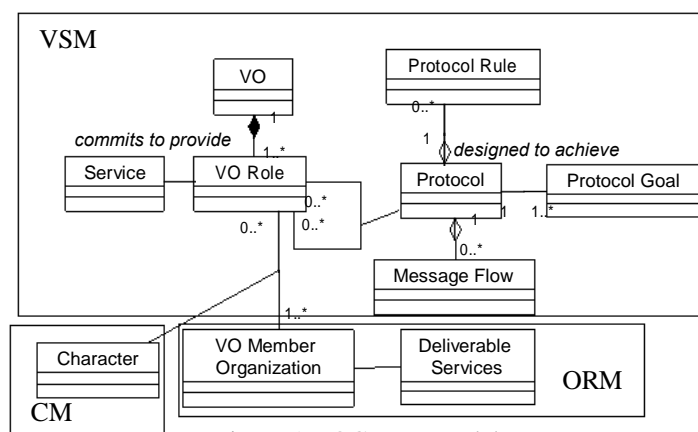 VSM
VO
Protocol Rule
1
0..*
commits to provide
1..*
1
designed to achieve
Service
VO Role
Protocol
Protocol Goal
0..*
0..*
0..*
1
1
1..*
0..*
Message Flow
1..*
Character
VO Member
Organization
Deliverable
Services
CM
ORM